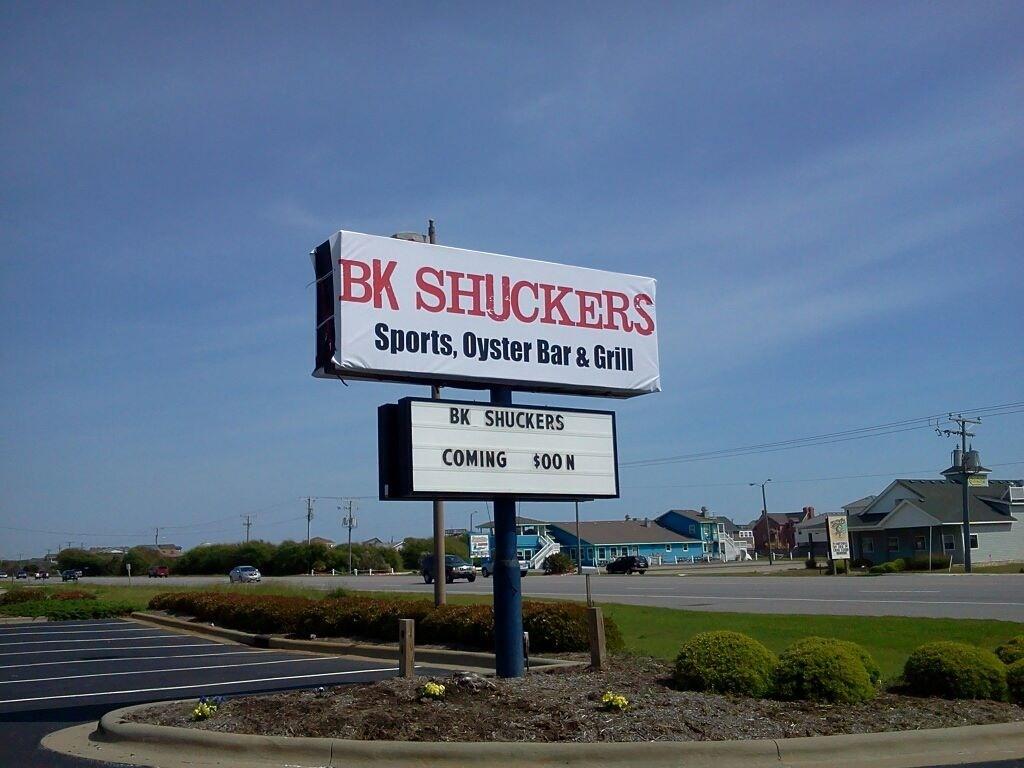 BK SHUCKERS
Sports, Oyster Bar & Grill
BK SHUCKERS
COMING $OON